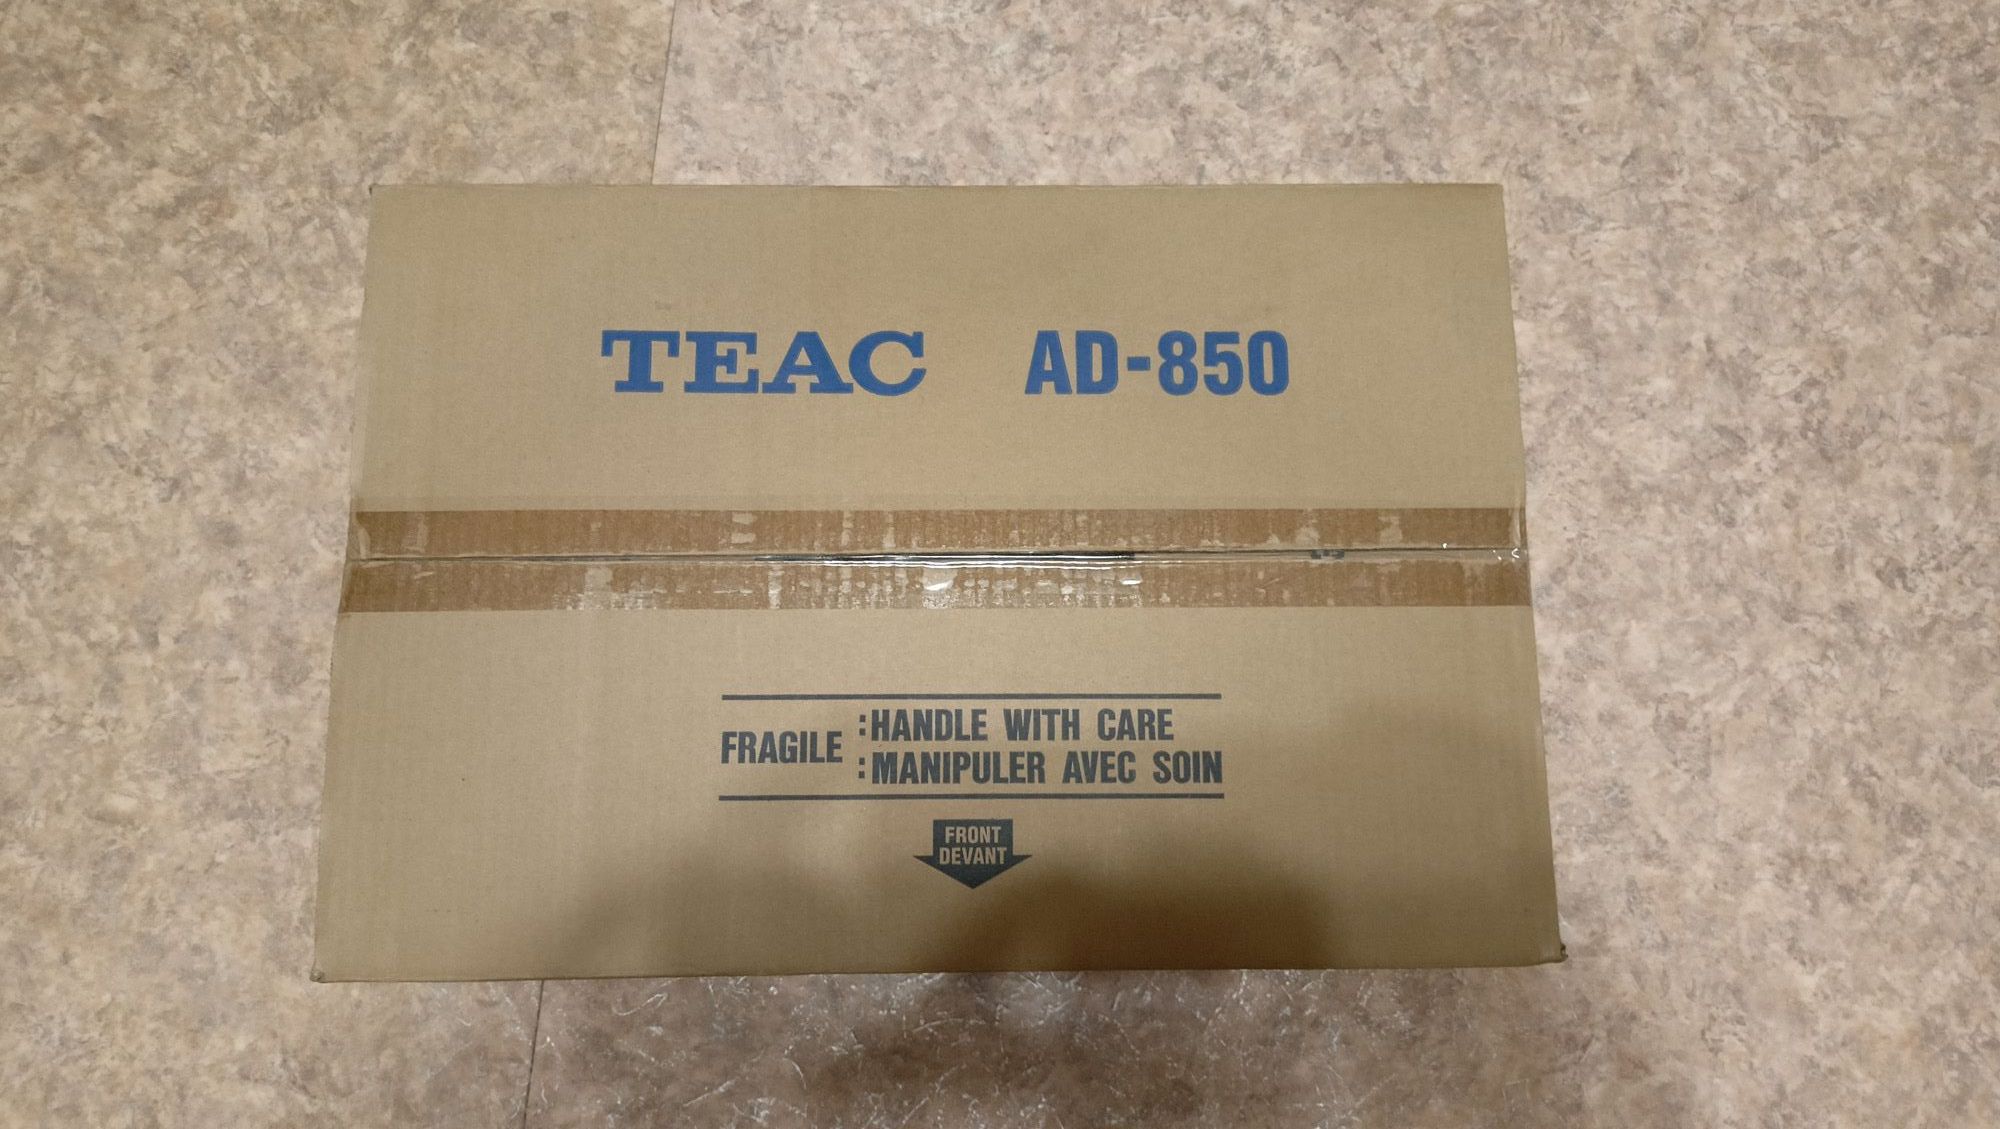 TEAC AD-850
FRAGILE :HANDLE WITH CARE
:MANIPULER AVEC SOIN
FRONT
DEVANT